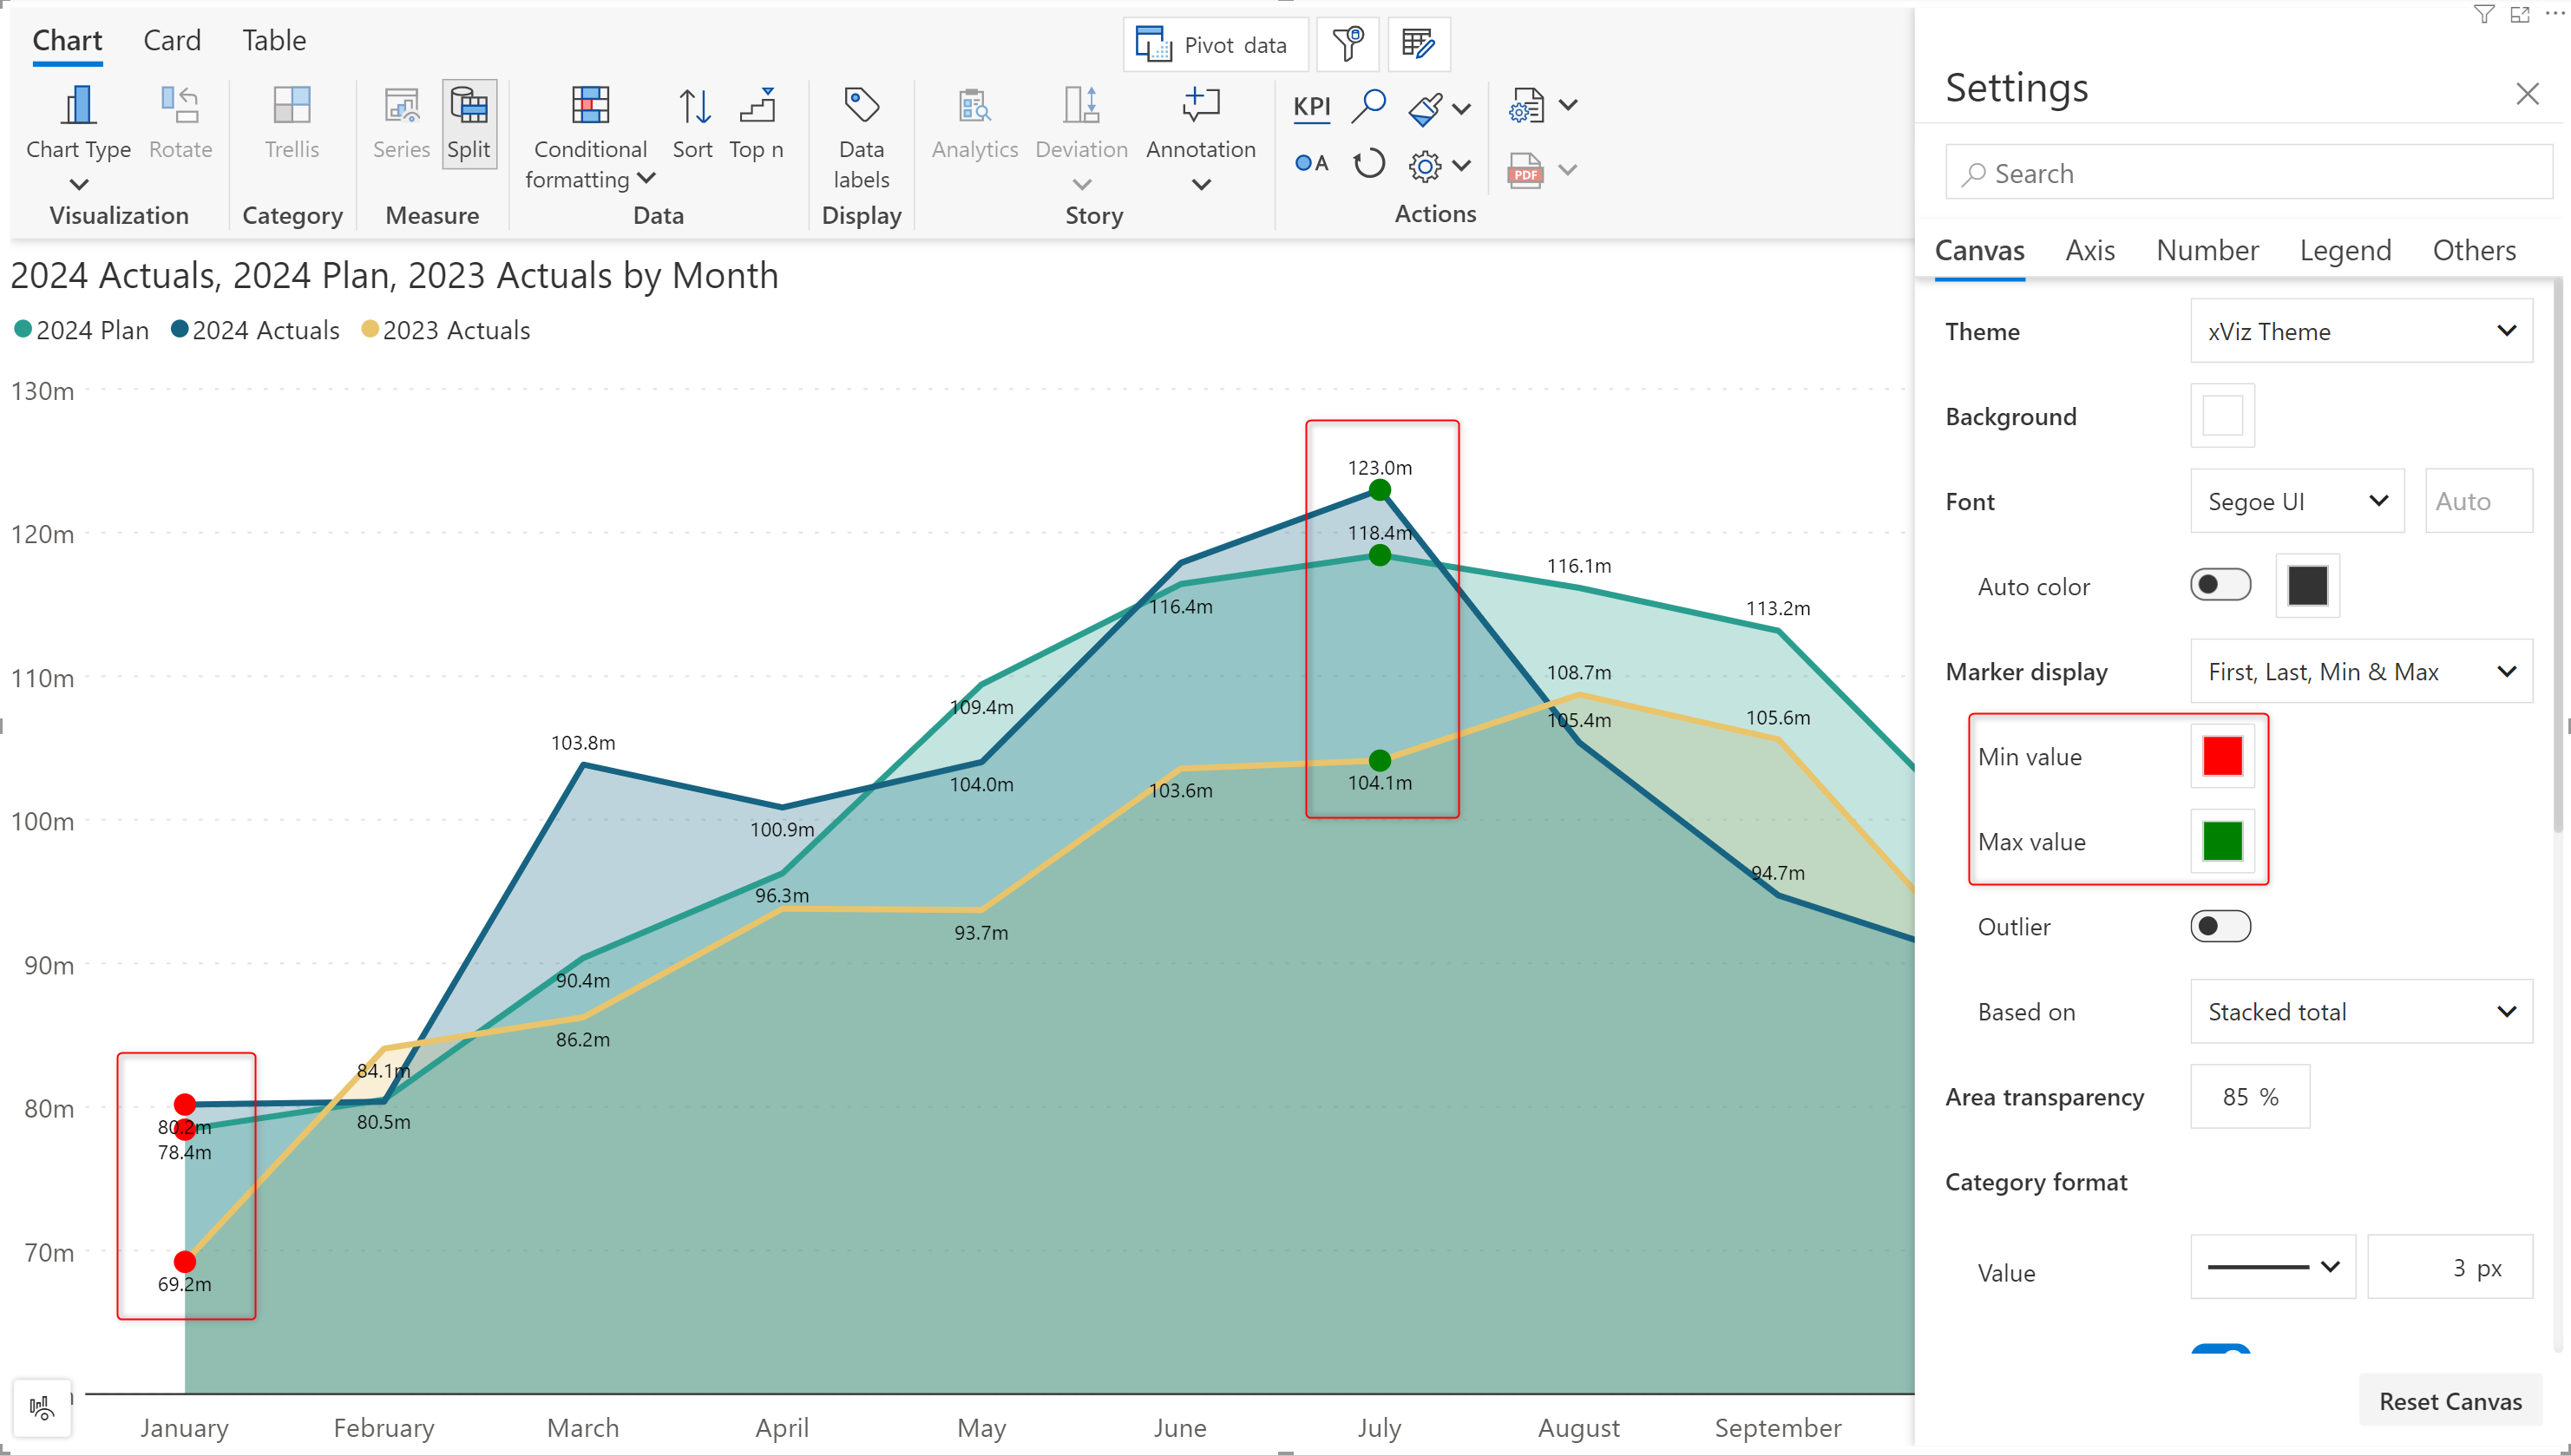 Chart Card Table
Pivot data
Chart Type Rotate Trellis Series Split Conditional formatting Sort Top n Data labels Analytics Deviation Annotation KPI
A
PDF
Visualization Category Measure Data Display Story Actions
2024 Actuals, 2024 Plan, 2023 Actuals by Month
2024 Plan 2024 Actuals 2023 Actuals
130m
120m
110m
100m
90m
80m
70m
123.0m
118.4m
116.1m
116.4m
113.2m
108.7m
109.4m
105.4m
105.6m
103.8m
104.0m
103.6m
104.1m
100.9m
96.3m
94.7m
93.7m
90.4m
86.2m
84.1m
80.5m
80.2m
78.4m
69.2m
January February March April May June July August September
Settings
Search
Canvas Axis Number Legend Others
Theme xViz Theme
Background
Font Segoe UI Auto
Auto color
Marker display First, Last, Min & Max
Min value
Max value
Outlier
Based on Stacked total
Area transparency 85 %
Category format
Value 3 px
Reset Canvas